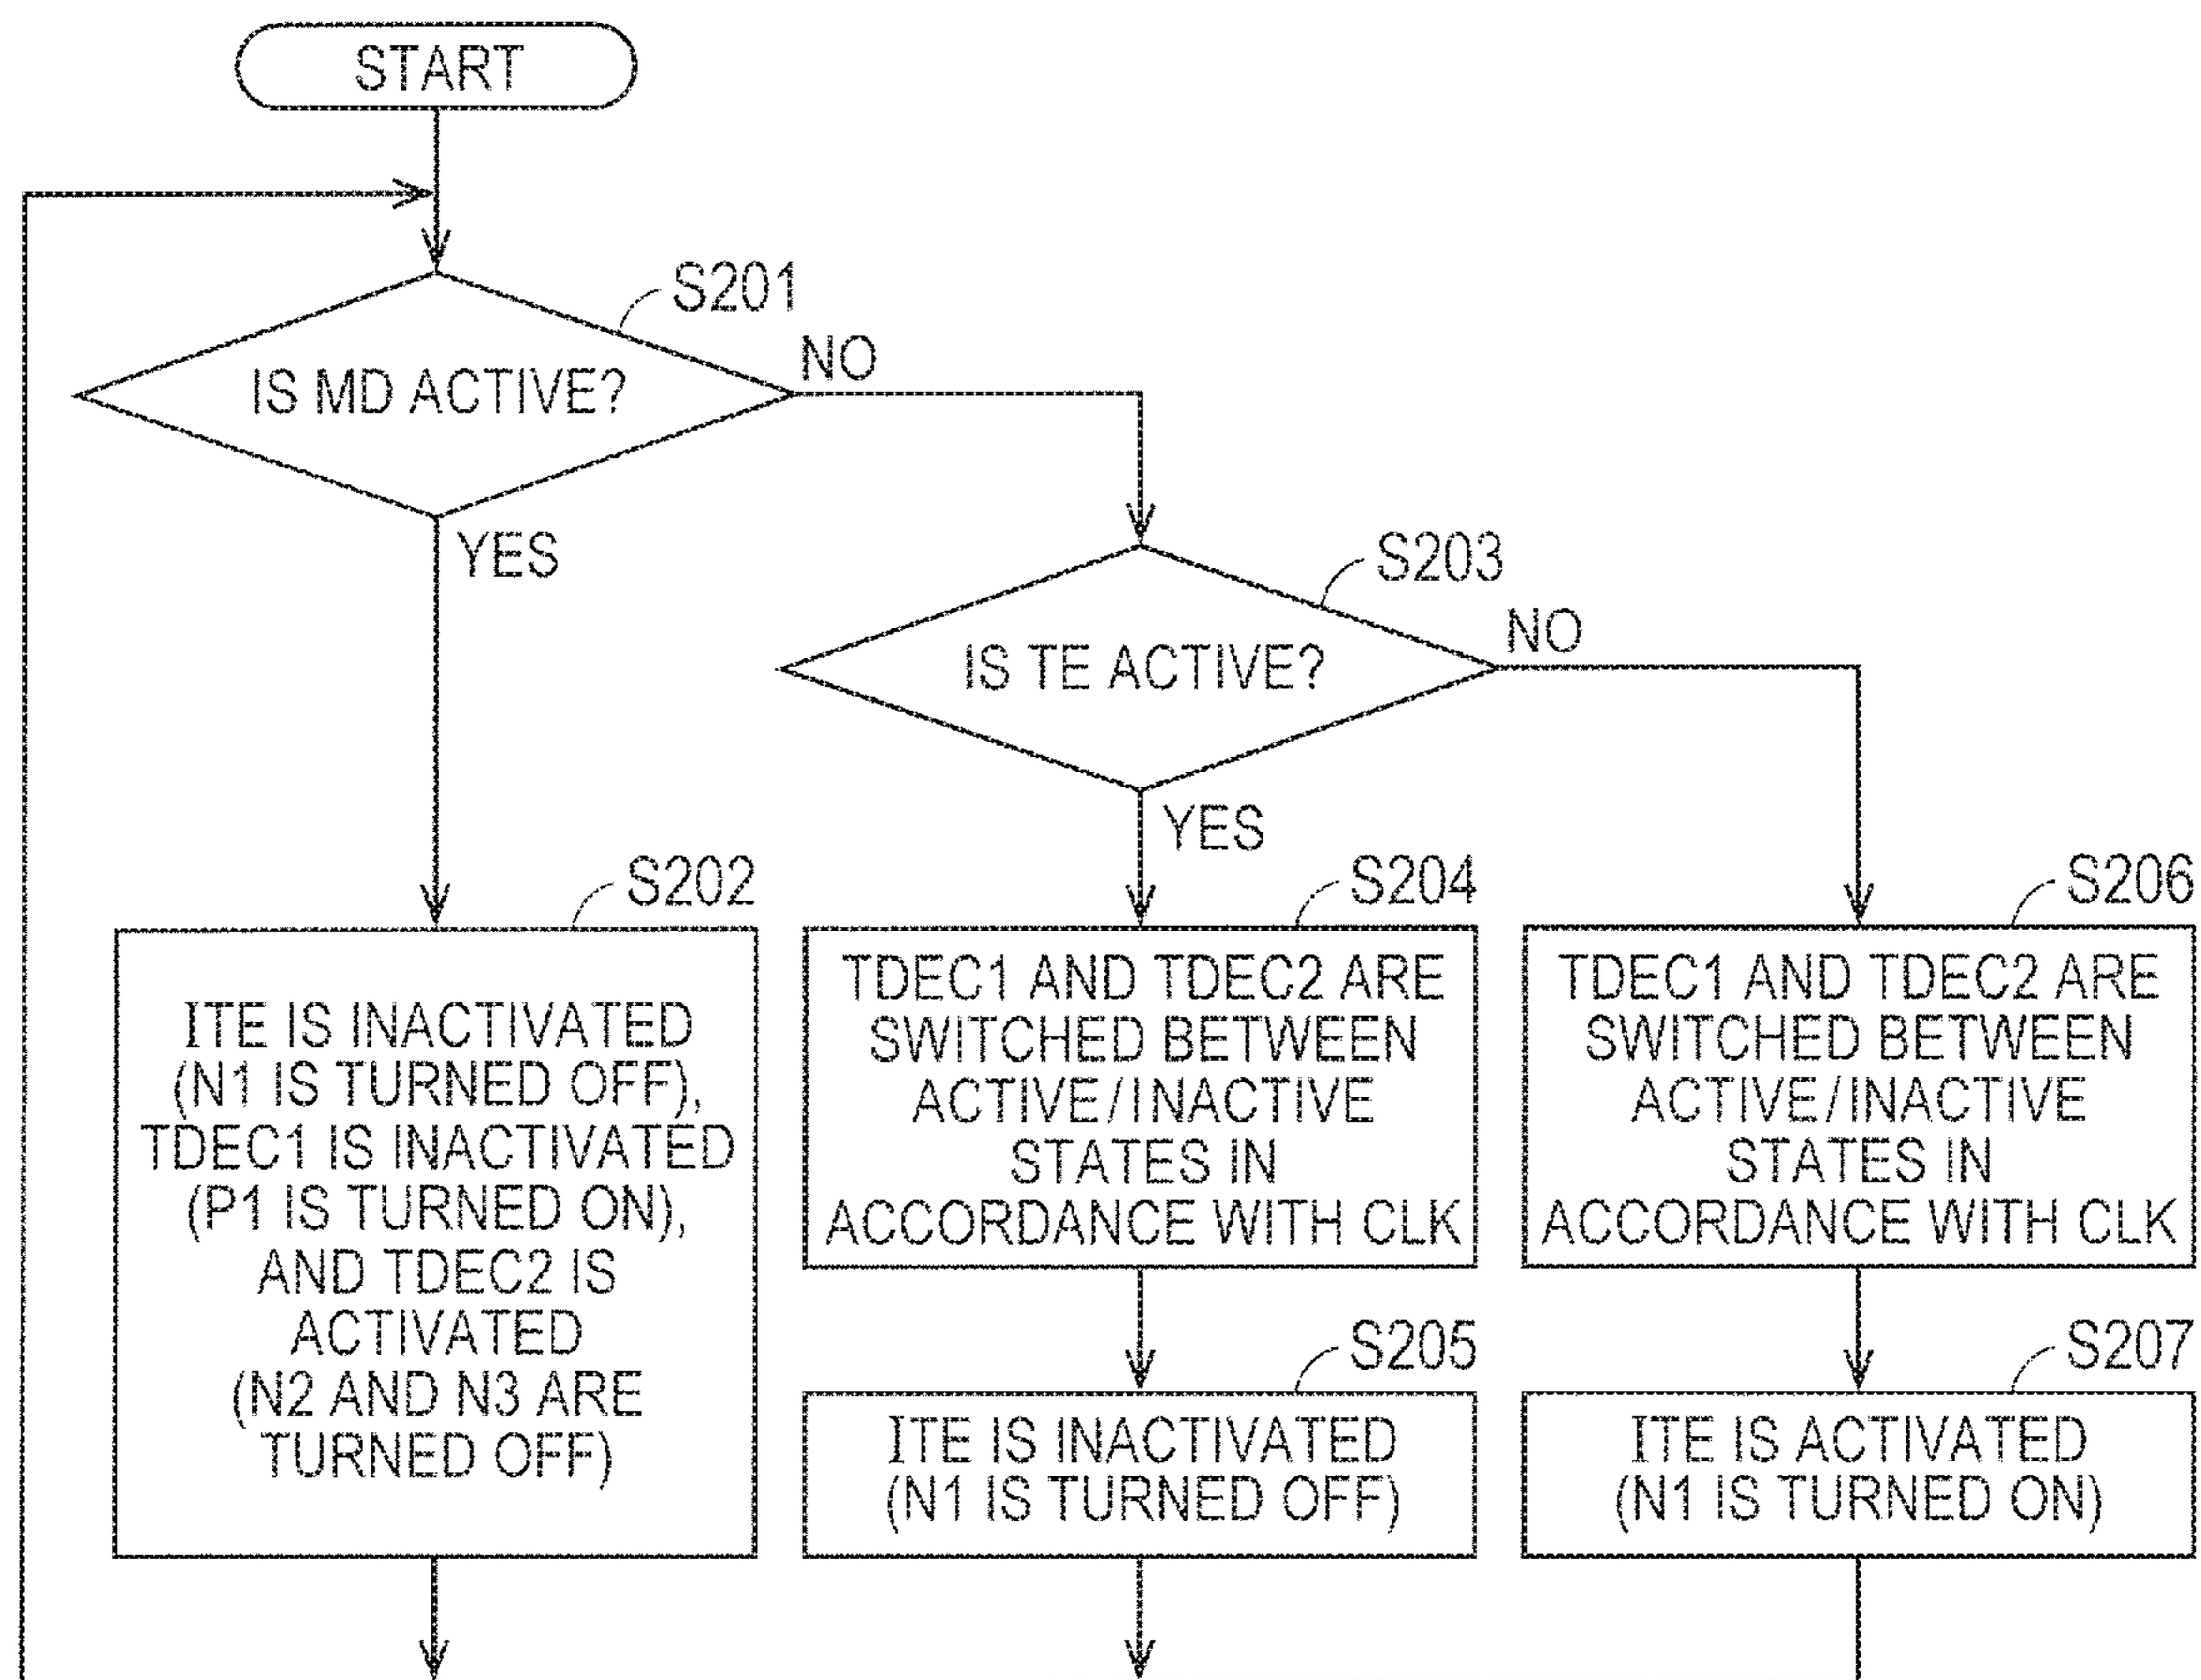 START
S201
IS MD ACTIVE?
NO
YES
S203
IS TE ACTIVE?
NO
YES
S202
ITE IS INACTIVATED
(N1 IS TURNED OFF),
TDEC1 IS INACTIVATED
(P1 IS TURNED ON),
AND TDEC2 IS
ACTIVATED
(N2 AND N3 ARE
TURNED OFF)
S204
TDEC1 AND TDEC2 ARE
SWITCHED BETWEEN
ACTIVE/INACTIVE
STATES IN
ACCORDANCE WITH CLK
S205
ITE IS INACTIVATED
(N1 IS TURNED OFF)
S206
TDEC1 AND TDEC2 ARE
SWITCHED BETWEEN
ACTIVE/INACTIVE
STATES IN
ACCORDANCE WITH CLK
S207
ITE IS ACTIVATED
(N1 IS TURNED ON)